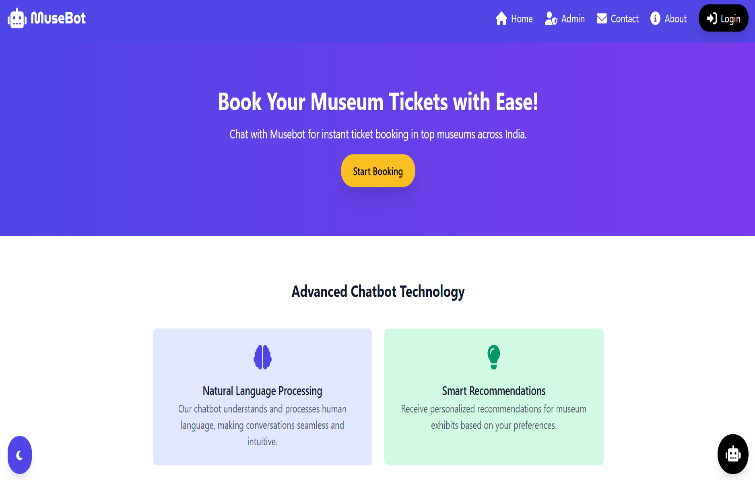 MuseBot
Home Admin Contact About Login
Book Your Museum Tickets with Ease!
Chat with Musebot for instant ticket booking in top museums across India.
Start Booking
Advanced Chatbot Technology
Natural Language Processing
Our chatbot understands and processes human
language, making conversations seamless and
intuitive.
Smart Recommendations
Receive personalized recommendations for museum
exhibits based on your preferences.